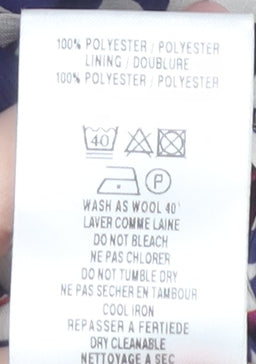 100% POLYESTER / POLYESTER
LINING / DOUBLURE
100% POLYESTER / POLYESTER
40
P
WASH AS WOOL 40°
LAVER COMME LAINE
DO NOT BLEACH
NE PAS CHLORER
DO NOT TUMBLE DRY
NE PAS SECHER EN TAMBOUR
COOL IRON
REPASSER A FERTIEDE
DRY CLEANABLE
NETTOYAGE A SEC